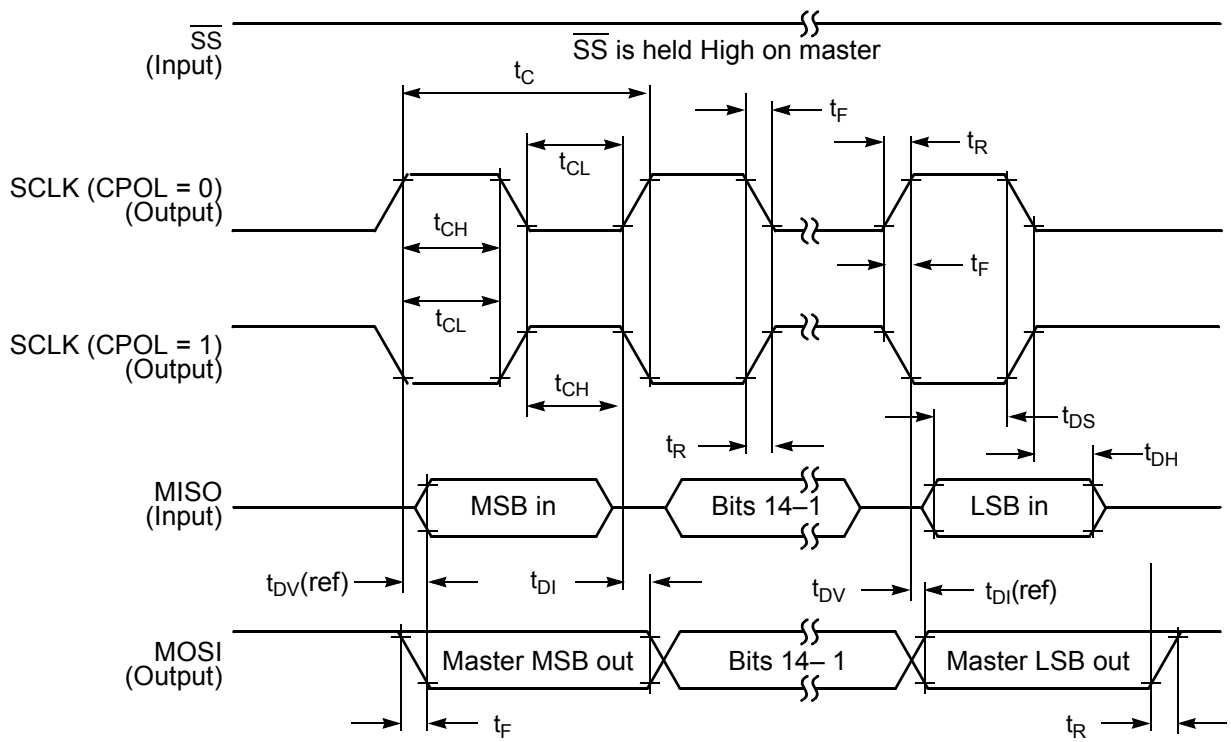 SS
(Input)
SS is held High on master
tC
tF
tCL
tR
SCLK (CPOL = 0)
(Output)
tCH
tF
tCL
SCLK (CPOL = 1)
(Output)
tCH
tDS
tR
tDH
MISO
(Input)
MSB in
Bits 14–1
LSB in
tDV(ref)
tDI
tDV
tDI(ref)
MOSI
(Output)
Master MSB out
Bits 14– 1
Master LSB out
tF
tR